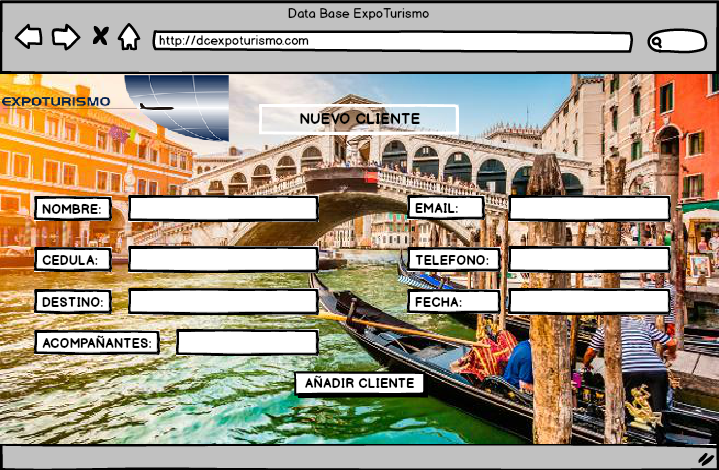 Data Base ExpoTurismo
http://dcexpoturismo.com
EXPOTURISMO
NUEVO CLIENTE
NOMBRE:
EMAIL:
CEDULA:
TELEFONO:
DESTINO:
FECHA:
ACOMPAÑANTES:
AÑADIR CLIENTE